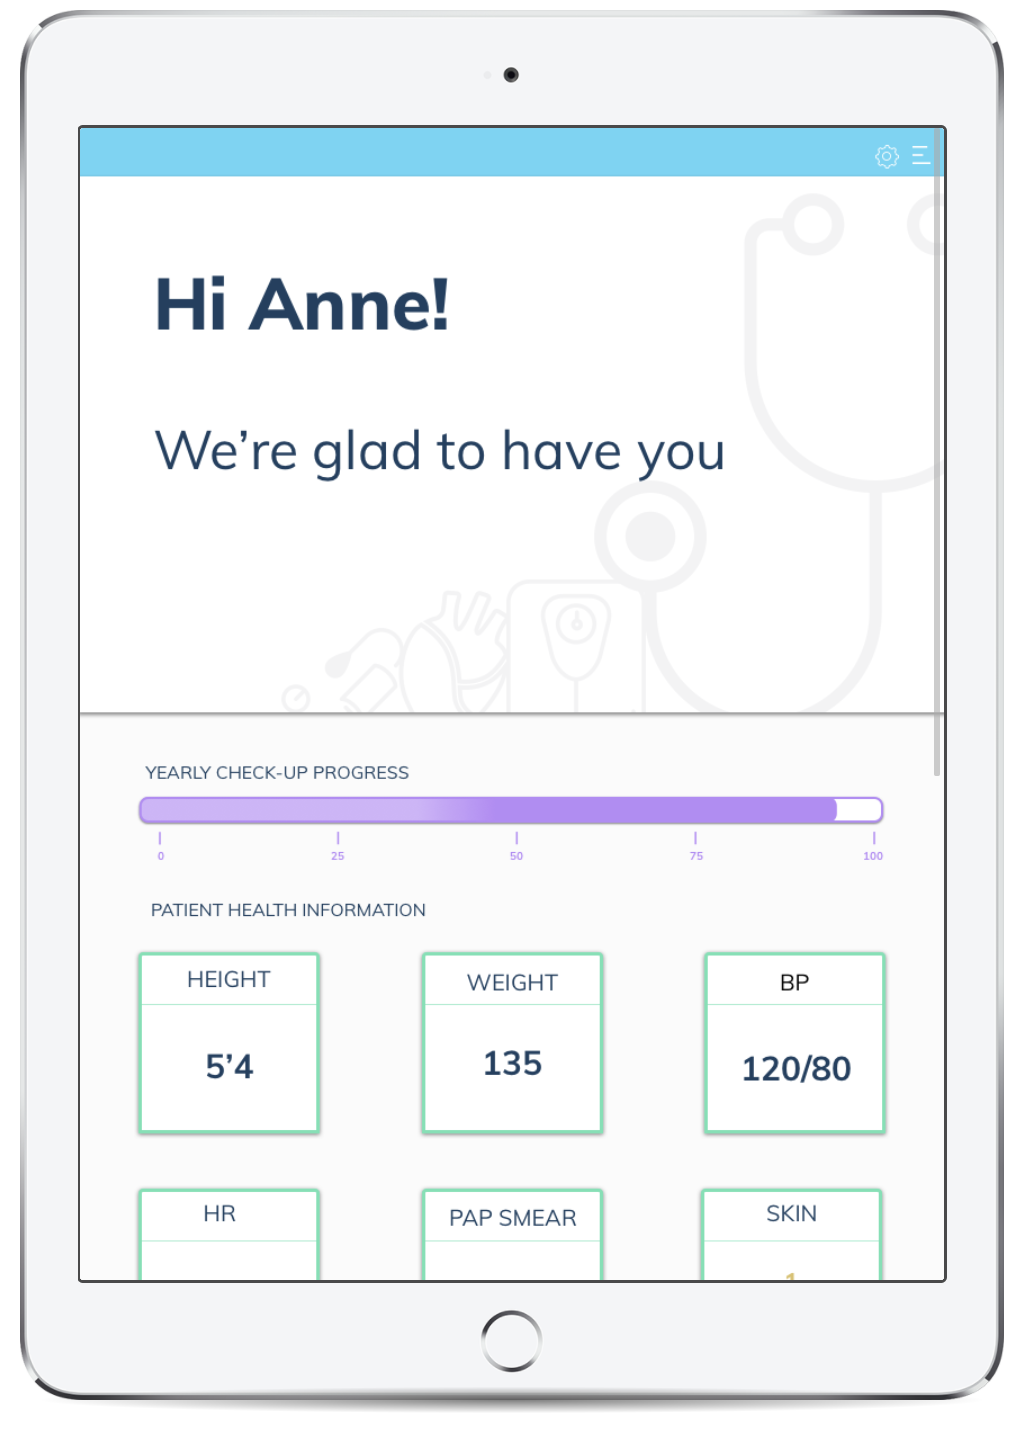 Hi Anne!
We’re glad to have you
YEARLY CHECK-UP PROGRESS
0 25 50 75 100
PATIENT HEALTH INFORMATION
HEIGHT WEIGHT BP
5’4 135 120/80
HR PAP SMEAR SKIN